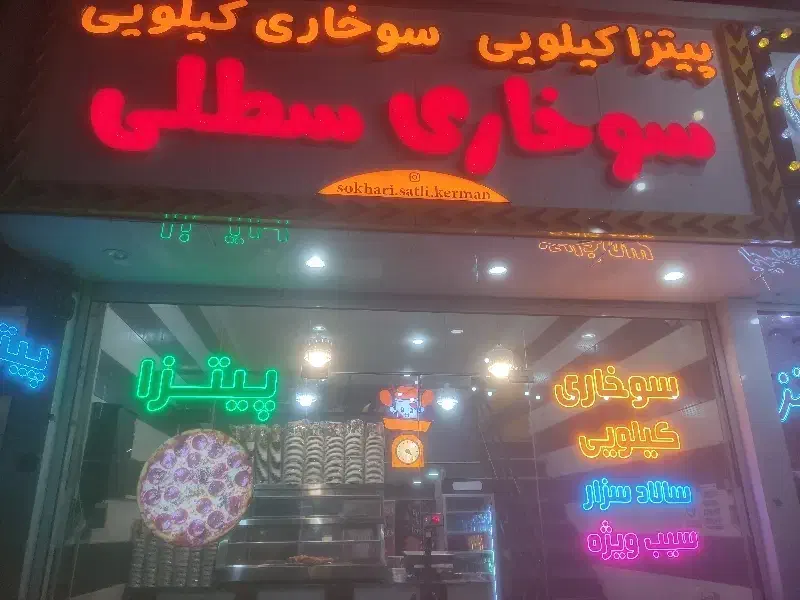 پیتزا کیلویی سوخاری کیلویی
سوخاری سطلی
sokhari.satli.kerman
پیتزا
سوخاری
کیلویی
سالاد سزار
سیب ویژه